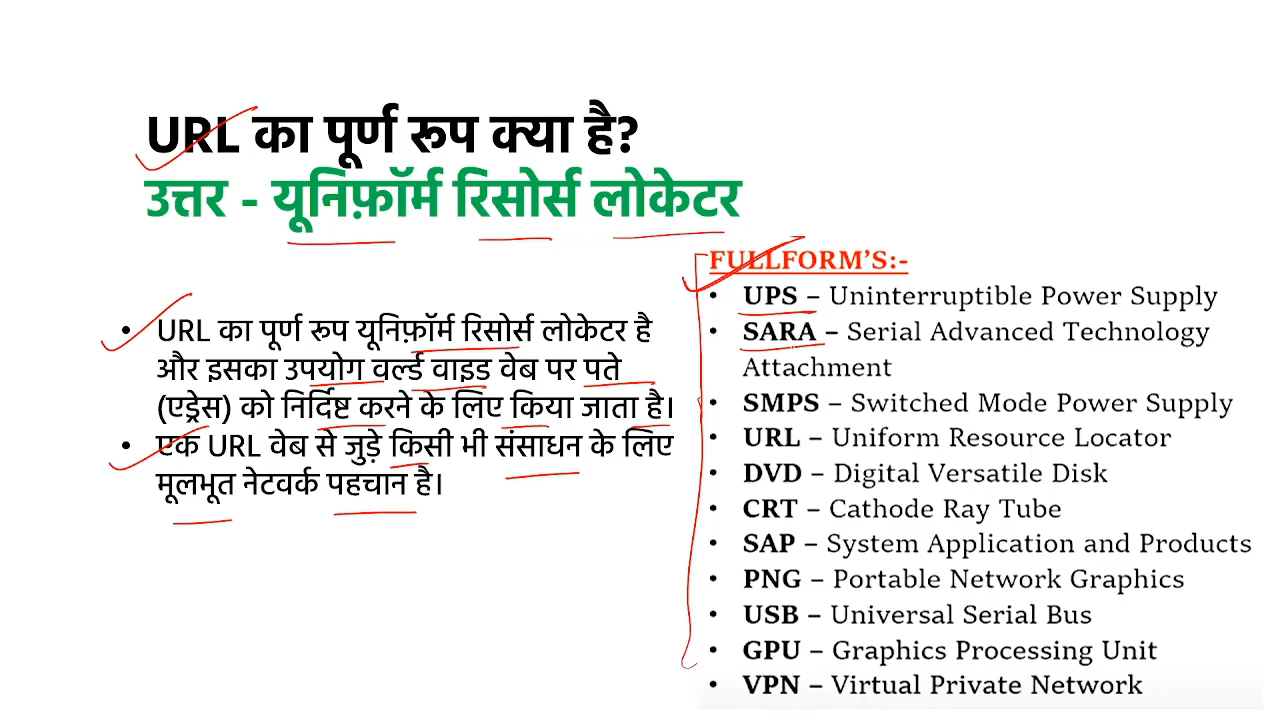 URL का पूर्ण रूप क्या है?
उत्तर - यूनिफ़ॉर्म रिसोर्स लोकेटर
• URL का पूर्ण रूप यूनिफ़ॉर्म रिसोर्स लोकेटर है
और इसका उपयोग वर्ल्ड वाइड वेब पर पते
(एड्रेस) को निर्दिष्ट करने के लिए किया जाता है।
• एक URL वेब से जुड़े किसी भी संसाधन के लिए
मूलभूत नेटवर्क पहचान है।
FULLFORM'S:-
• UPS – Uninterruptible Power Supply
• SARA – Serial Advanced Technology
Attachment
• SMPS – Switched Mode Power Supply
• URL – Uniform Resource Locator
• DVD – Digital Versatile Disk
• CRT – Cathode Ray Tube
• SAP – System Application and Products
• PNG – Portable Network Graphics
• USB – Universal Serial Bus
• GPU – Graphics Processing Unit
• VPN – Virtual Private Network